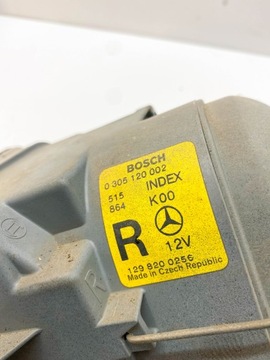 BOSCH
0 305 120 002
515 INDEX
864 K00
R 12V
129 820 0256
Made in Czech Republic
R